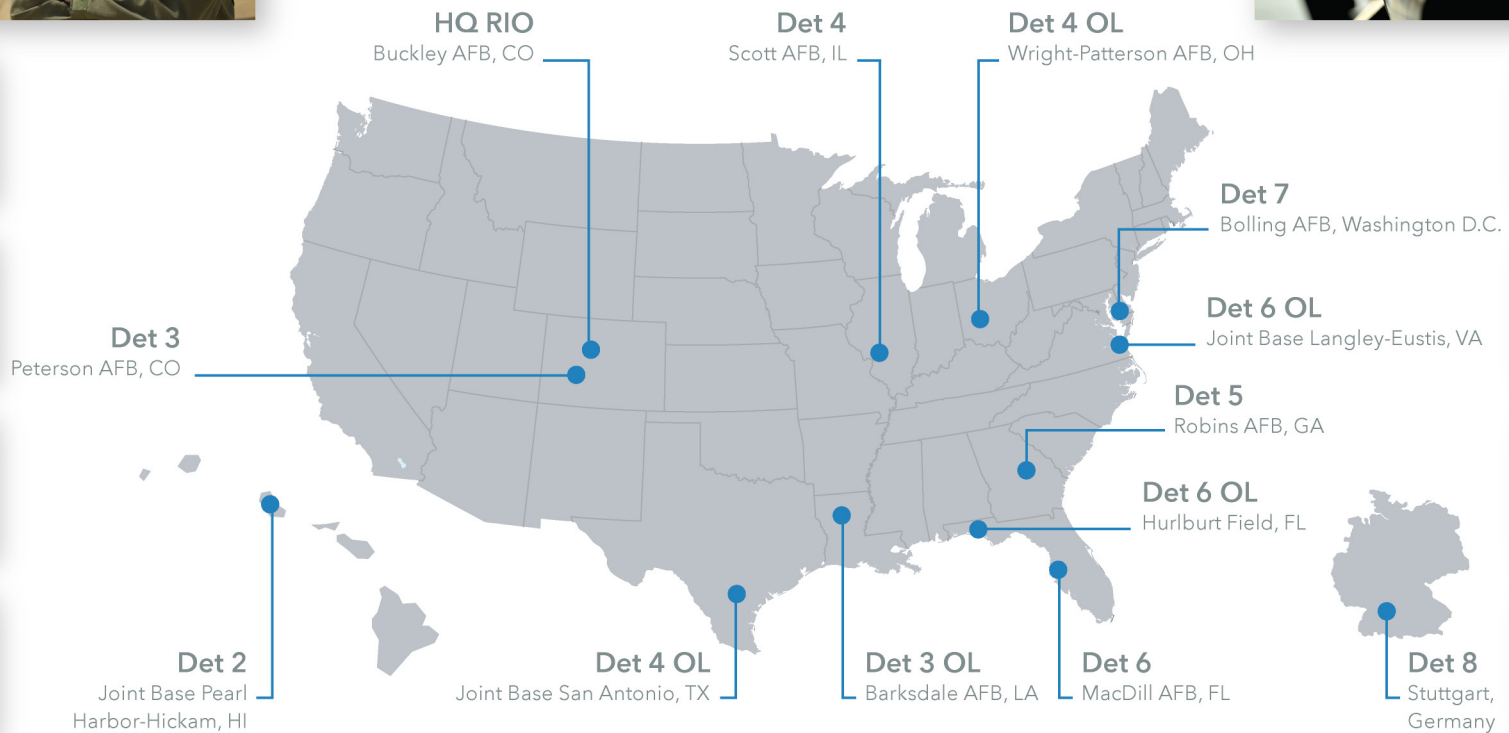 HQ RIO
Buckley AFB, CO
Det 4
Scott AFB, IL
Det 4 OL
Wright-Patterson AFB, OH
Det 7
Bolling AFB, Washington D.C.
Det 6 OL
Joint Base Langley-Eustis, VA
Det 3
Peterson AFB, CO
Det 5
Robins AFB, GA
Det 6 OL
Hurlburt Field, FL
Det 2
Joint Base Pearl
Harbor-Hickam, HI
Det 4 OL
Joint Base San Antonio, TX
Det 3 OL
Barksdale AFB, LA
Det 6
MacDill AFB, FL
Det 8
Stuttgart,
Germany